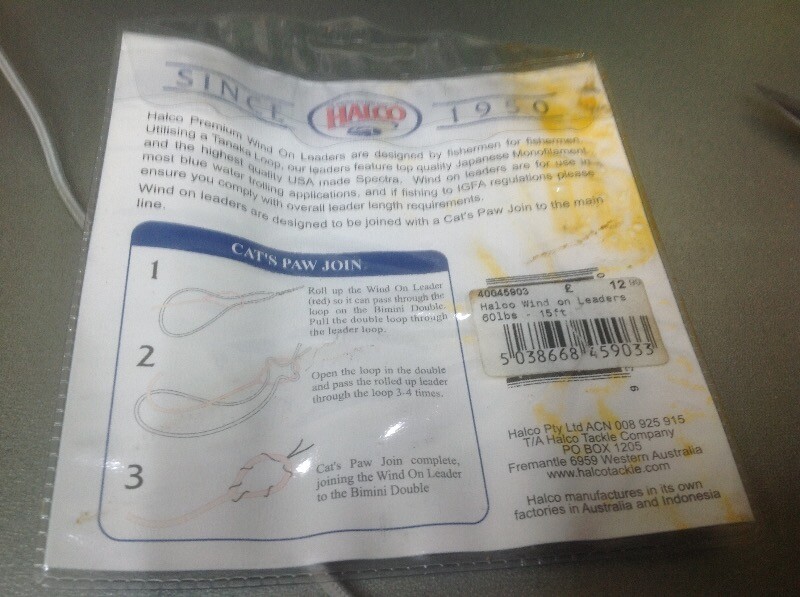 SINCE HALCO 1950
Halco Premium Wind On Leaders are designed by fishermen for fishermen.
Utilising a Tanaka Loop, our leaders feature top quality Japanese Monofilament
and the highest quality USA made Spectra. Wind on leaders are for use in
most blue water trolling applications, and if fishing to IGFA regulations please
ensure you comply with overall leader length requirements.
Wind on leaders are designed to be joined with a Cat's Paw Join to the main
line.
CAT'S PAW JOIN
1
Roll up the Wind On Leader
(red) so it can pass through the
loop on the Bimini Double.
Pull the double loop through
the leader loop.
2
Open the loop in the double
and pass the rolled up leader
through the loop 3-4 times.
3
Cat's Paw Join complete,
joining the Wind On Leader
to the Bimini Double
40045903 £ 12
Halco Wind on Leaders
60lbs - 15ft
5 038668 459033
Halco Pty Ltd ACN 008 925 915
T/A Halco Tackle Company
PO BOX 1205
Fremantle 6959 Western Australia
www.halcotackle.com
Halco manufactures in its own
factories in Australia and Indonesia